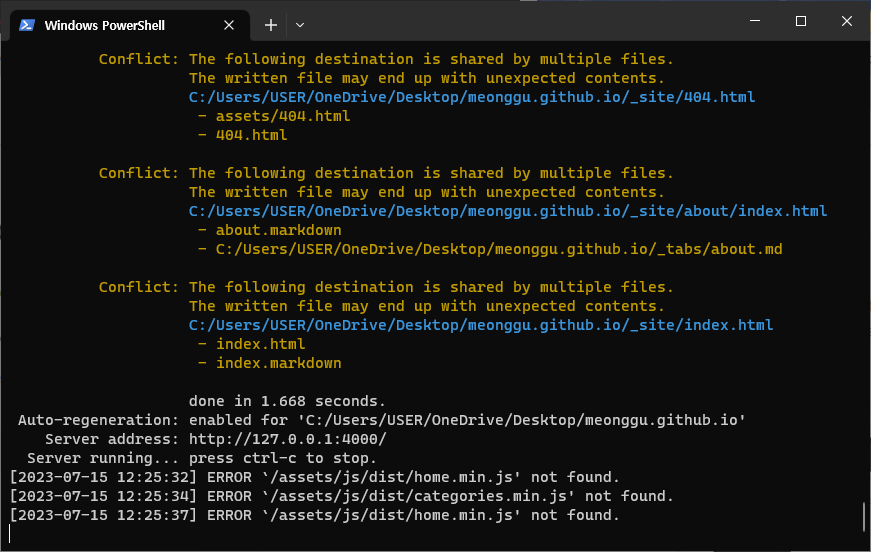 Windows PowerShell
Conflict: The following destination is shared by multiple files.
The written file may end up with unexpected contents.
C:/Users/USER/OneDrive/Desktop/meonggu.github.io/_site/404.html
- assets/404.html
- 404.html
Conflict: The following destination is shared by multiple files.
The written file may end up with unexpected contents.
C:/Users/USER/OneDrive/Desktop/meonggu.github.io/_site/about/index.html
- about.markdown
- C:/Users/USER/OneDrive/Desktop/meonggu.github.io/_tabs/about.md
Conflict: The following destination is shared by multiple files.
The written file may end up with unexpected contents.
C:/Users/USER/OneDrive/Desktop/meonggu.github.io/_site/index.html
- index.html
- index.markdown
done in 1.668 seconds.
Auto-regeneration: enabled for 'C:/Users/USER/OneDrive/Desktop/meonggu.github.io'
Server address: http://127.0.0.1:4000/
Server running... press ctrl-c to stop.
[2023-07-15 12:25:32] ERROR `/assets/js/dist/home.min.js' not found.
[2023-07-15 12:25:34] ERROR `/assets/js/dist/categories.min.js' not found.
[2023-07-15 12:25:37] ERROR `/assets/js/dist/home.min.js' not found.